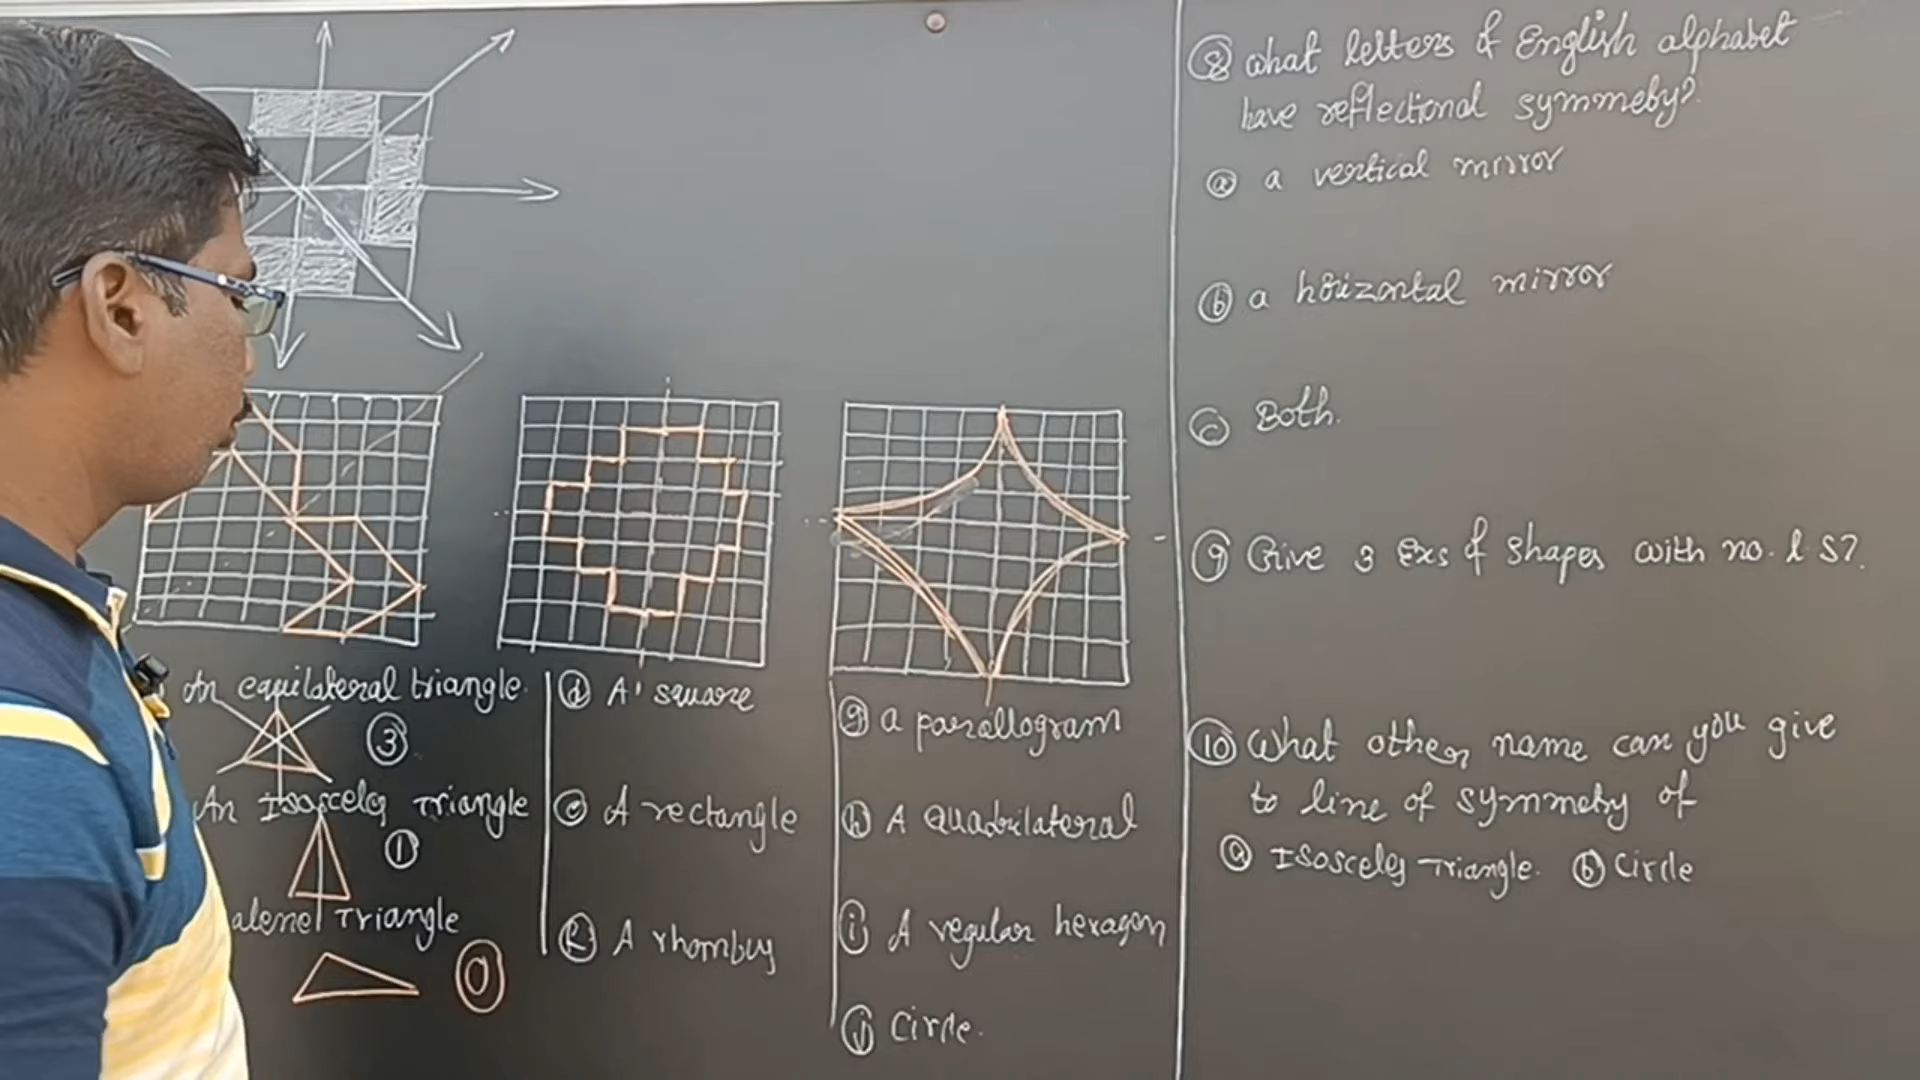 An equilateral triangle.
③
An Isosceles Triangle
①
alenel Triangle
0
ⓓ A square
ⓔ A rectangle
A rhombus
ⓖ a parallogram
ⓗ A Quadrilateral
ⓘ A regular hexagon
ⓙ Circle.
⑧ what letters of English alphabet
have reflectional symmetry?
ⓐ a vertical mirror
ⓑ a horizontal mirror
ⓒ Both.
⑨ Give 3 Exs of Shapes with no. l. S?.
⑩ What other name can you give
to line of symmetry of
ⓐ Isosceles Triangle. ⓑ Circle